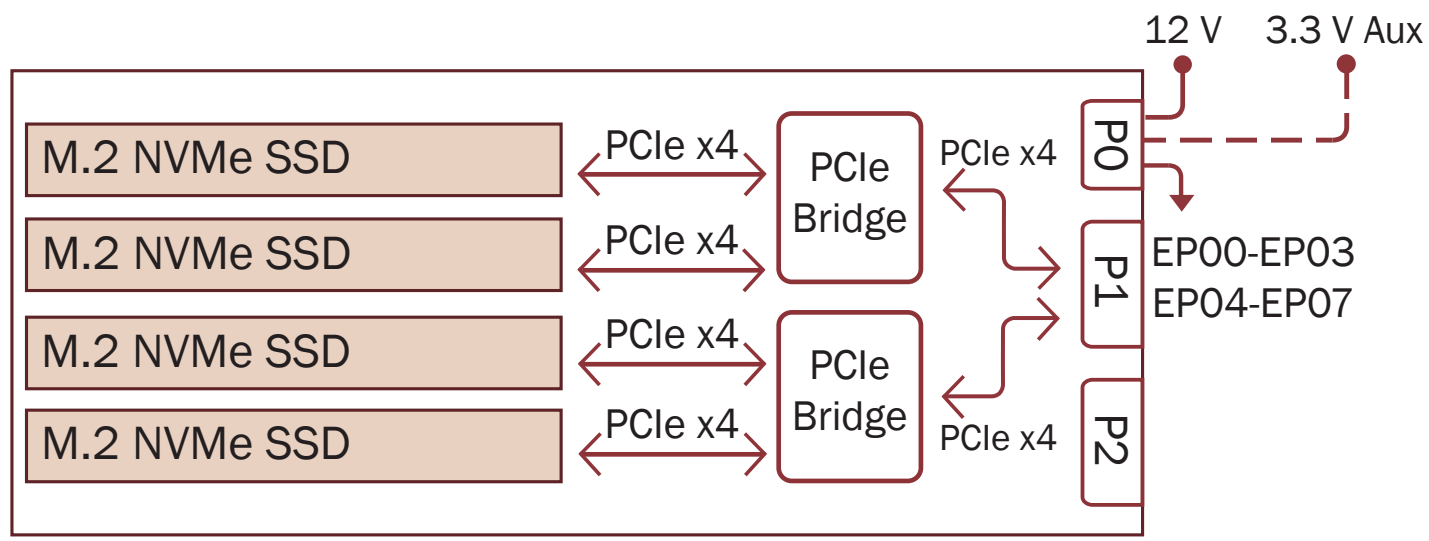 12 V 3.3 V Aux
M.2 NVMe SSD
PCIe x4
M.2 NVMe SSD
PCIe x4
M.2 NVMe SSD
PCIe x4
M.2 NVMe SSD
PCIe x4
PCIe
Bridge
PCIe
Bridge
PCIe x4
PCIe x4
P0
P1
P2
EP00-EP03
EP04-EP07